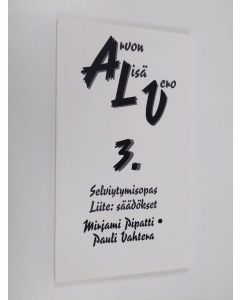 Arvon
Lisä
Vero
3.
Selviytymisopas
Liite: säädökset
Mirjami Pipatti •
Pauli Vahtera